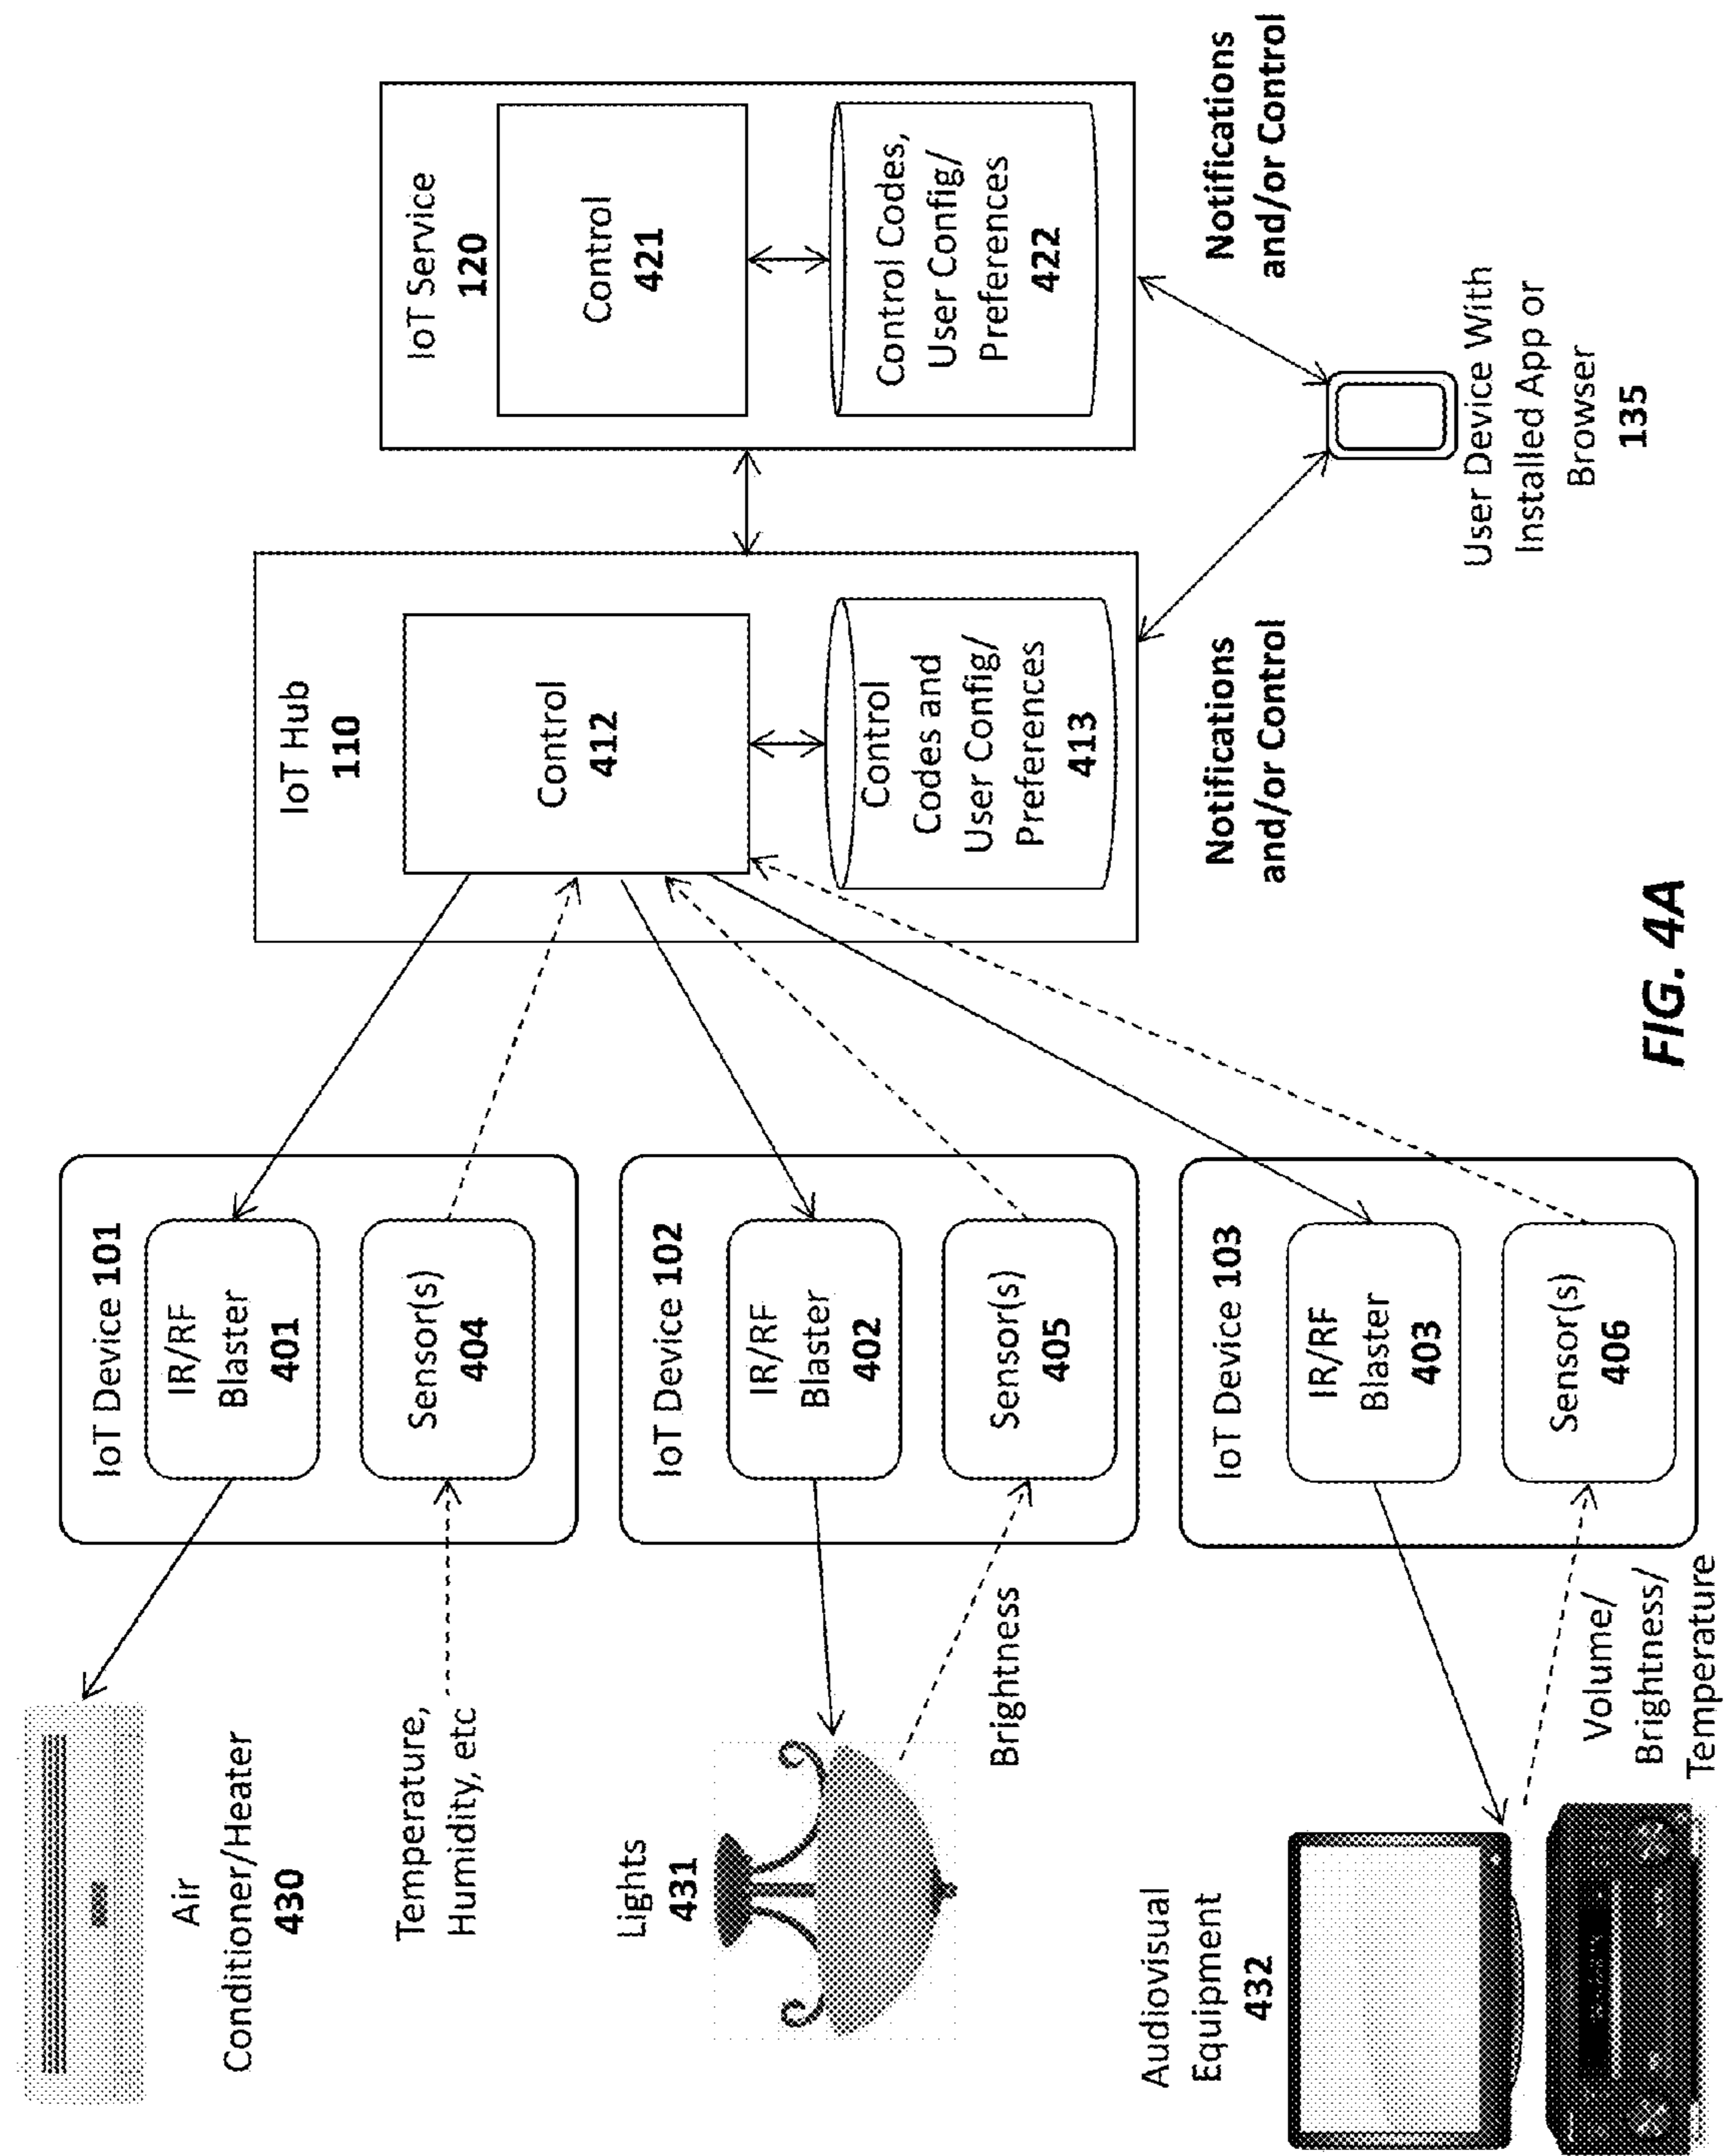 Air
Conditioner/Heater
430
Temperature,
Humidity, etc
Lights
431
Brightness
Audiovisual
Equipment
432
Volume/
Brightness/
Temperature
IoT Device 101
IR/RF
Blaster
401
Sensor(s)
404
IoT Device 102
IR/RF
Blaster
402
Sensor(s)
405
IoT Device 103
IR/RF
Blaster
403
Sensor(s)
406
IoT Hub
110
Control
412
Control
Codes and
User Config/
Preferences
413
Notifications
and/or Control
IoT Service
120
Control
421
Control Codes,
User Config/
Preferences
422
Notifications
and/or Control
User Device With
Installed App or
Browser
135
FIG. 4A